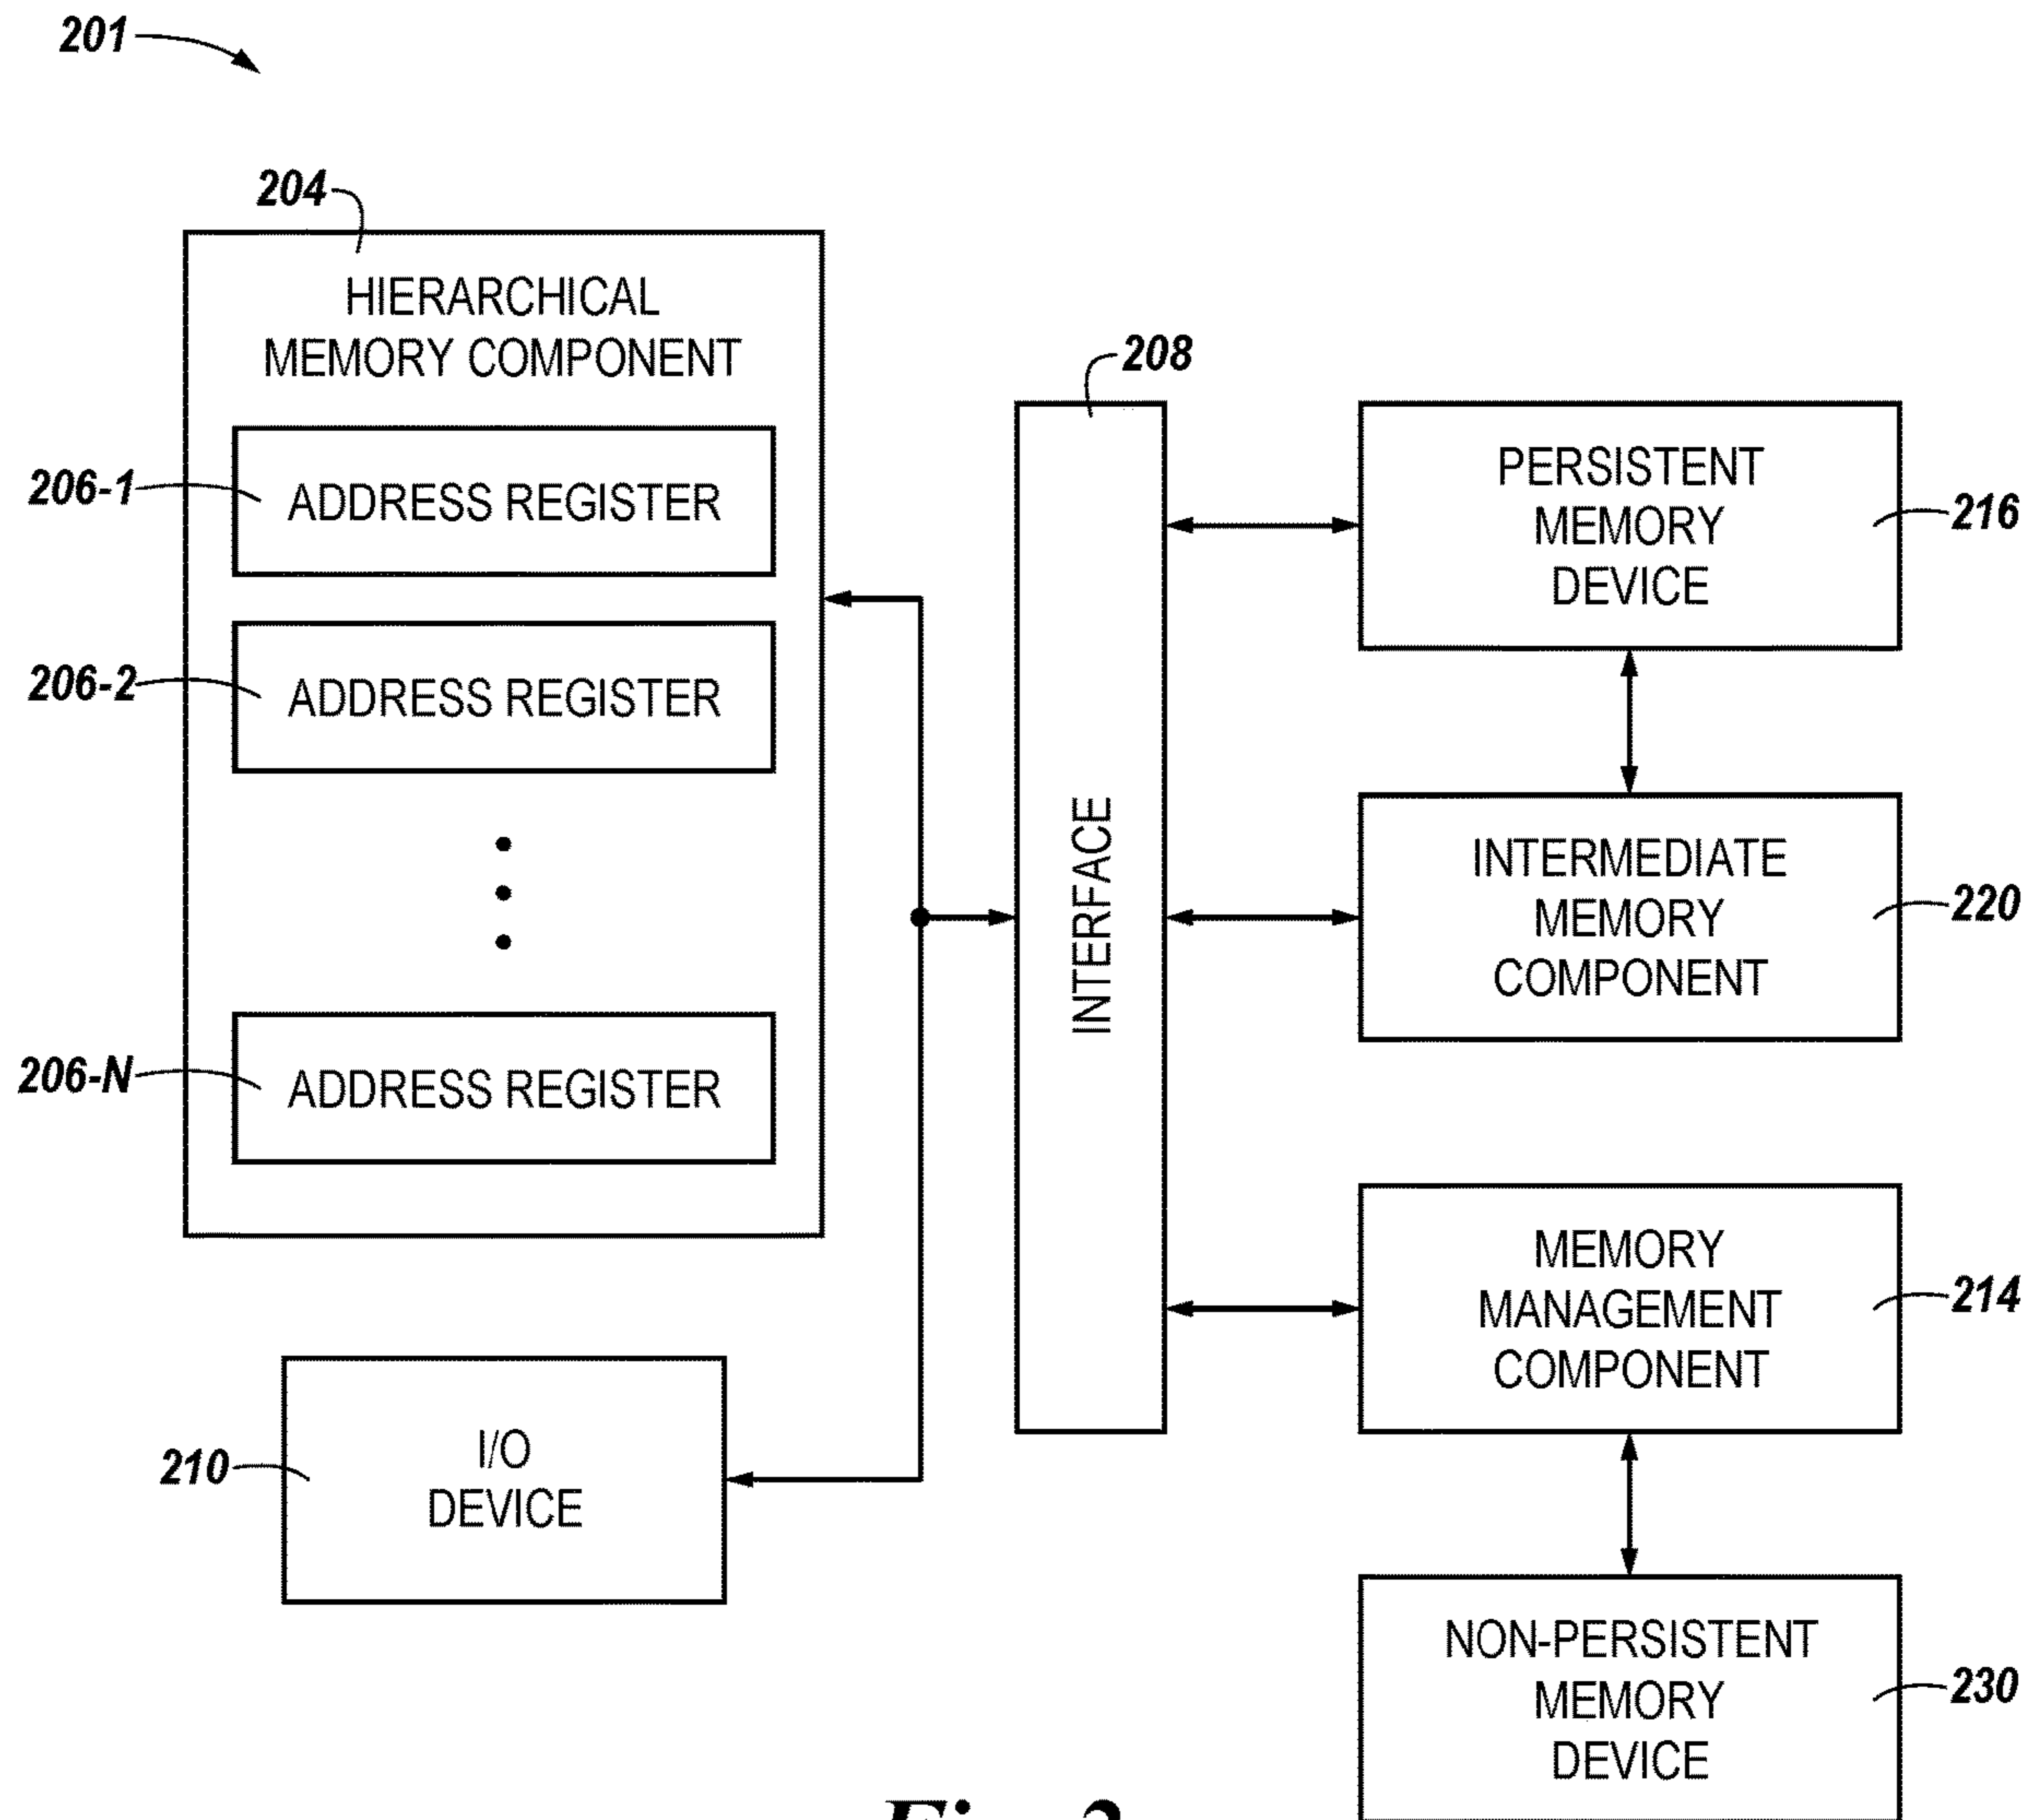 201
204
HIERARCHICAL
MEMORY COMPONENT
206-1
ADDRESS REGISTER
206-2
ADDRESS REGISTER
206-N
ADDRESS REGISTER
210
I/O
DEVICE
208
INTERFACE
PERSISTENT
MEMORY
DEVICE
216
INTERMEDIATE
MEMORY
COMPONENT
220
MEMORY
MANAGEMENT
COMPONENT
214
NON-PERSISTENT
MEMORY
DEVICE
230